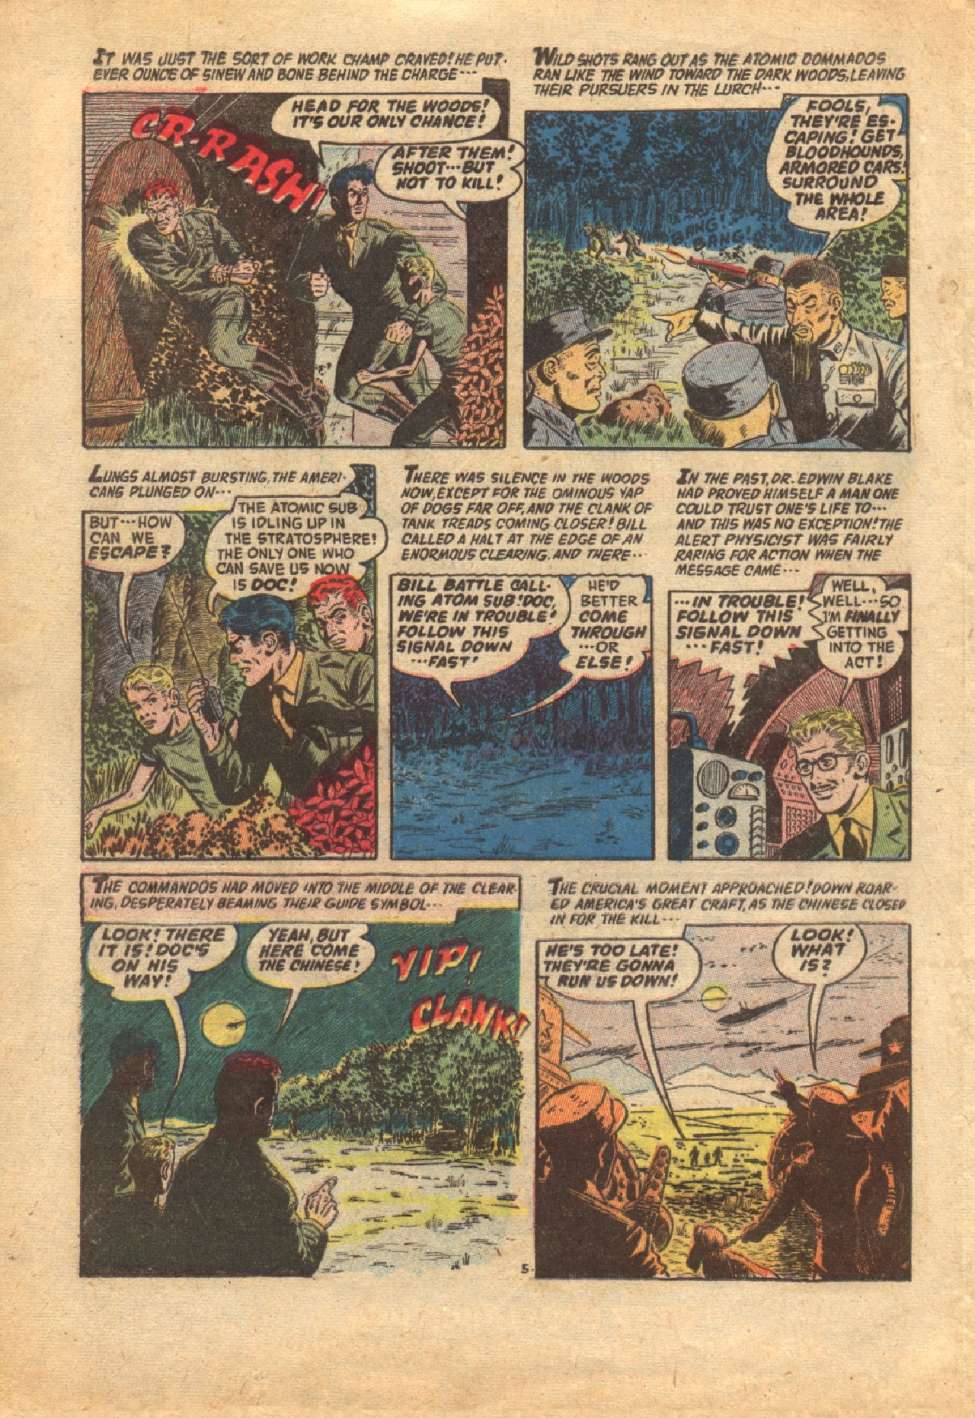 IT WAS JUST THE SORT OF WORK CHAMP CRAVED! HE PUT
EVER OUNCE OF SINEW AND BONE BEHIND THE CHARGE---
CR-RRASH!
HEAD FOR THE WOODS!
IT'S OUR ONLY CHANCE!
AFTER THEM!
SHOOT---BUT
NOT TO KILL!
WILD SHOTS RANG OUT AS THE ATOMIC DOMMADOS
RAN LIKE THE WIND TOWARD THE DARK WOODS, LEAVING
THEIR PURSUERS IN THE LURCH---
FOOLS,
THEY'RE ES-
CAPING! GET
BLOODHOUNDS,
ARMORED CARS!
SURROUND
THE WHOLE
AREA!
BANG!
BANG!
LUNGS ALMOST BURSTING, THE AMERI-
CANS PLUNGED ON---
BUT---HOW
CAN WE
ESCAPE?
THE ATOMIC SUB
IS IDLING UP IN
THE STRATOSPHERE!
THE ONLY ONE WHO
CAN SAVE US NOW
IS DOC!
THERE WAS SILENCE IN THE WOODS
NOW, EXCEPT FOR THE OMINOUS YAP
OF DOGS FAR OFF, AND THE CLANK OF
TANK TREADS COMING CLOSER! BILL
CALLED A HALT AT THE EDGE OF AN
ENORMOUS CLEARING, AND THERE---
BILL BATTLE CALL-
ING ATOM SUB! DOC,
WE'RE IN TROUBLE!
FOLLOW THIS
SIGNAL DOWN
---FAST!
HE'D
BETTER
COME
THROUGH
---OR
ELSE!
IN THE PAST, DR. EDWIN BLAKE
HAD PROVED HIMSELF A MAN ONE
COULD TRUST ONE'S LIFE TO---
AND THIS WAS NO EXCEPTION! THE
ALERT PHYSICIST WAS FAIRLY
RARING FOR ACTION WHEN THE
MESSAGE CAME---
---IN TROUBLE!
FOLLOW THIS
SIGNAL DOWN
---FAST!
WELL,
WELL---SO
I'M FINALLY
GETTING
INTO THE
ACT!
THE COMMANDOS HAD MOVED INTO THE MIDDLE OF THE CLEAR-
ING, DESPERATELY BEAMING THEIR GUIDE SYMBOL---
LOOK! THERE
IT IS! DOC'S
ON HIS
WAY!
YEAH, BUT
HERE COME
THE CHINESE!
YIP!
CLANK!
THE CRUCIAL MOMENT APPROACHED! DOWN ROAR-
ED AMERICA'S GREAT CRAFT, AS THE CHINESE CLOSED
IN FOR THE KILL---
HE'S TOO LATE!
THEY'RE GONNA
RUN US DOWN!
LOOK!
WHAT
IS?
5